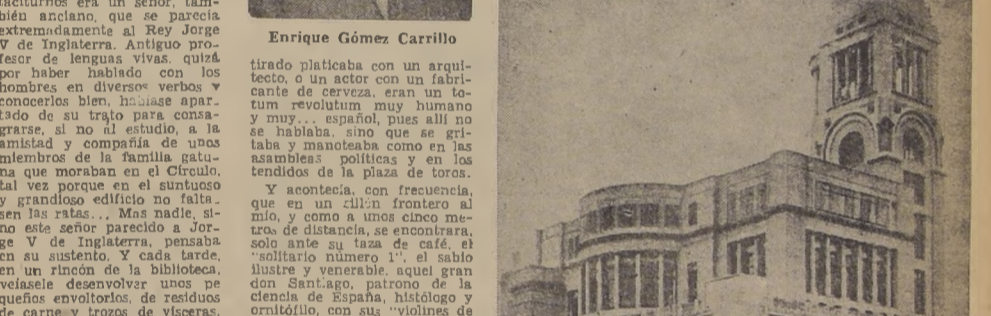 taciturnos era un señor, tam-
bién anciano, que se parecía
extremadamente al Rey Jorge
V de Inglaterra. Antiguo pro-
fesor de lenguas vivas, quizá
por haber hablado con los
hombres en diversos verbos y
conocerlos bien, habíase apar-
tado de su trato para consa-
grarse, si no al estudio, a la
amistad y compañía de unos
miembros de la familia gatu-
na que moraban en el Círculo,
tal vez porque en el suntuoso
y grandioso edificio no falta-
sen las ratas... Mas nadie, si-
no este señor parecido a Jor-
ge V de Inglaterra, pensaba
en su sustento. Y cada tarde,
en un rincón de la biblioteca,
veíasele desenvolver unos pe
queños envoltorios, de residuos
de carne y trozos de vísceras,
Enrique Gómez Carrillo
tirado platicaba con un arqui-
tecto, o un actor con un fabri-
cante de cerveza, eran un to-
tum revolutum muy humano
y muy... español, pues allí no
se hablaba, sino que se gri-
taba y manoteaba como en las
asambleas políticas y en los
tendidos de la plaza de toros.
Y acontecía, con frecuencia,
que en un sillón frontero al
mío, y como a unos cinco me-
tros de distancia, se encontrara,
solo ante su taza de café, el
"solitario número 1", el sabio
ilustre y venerable, aquel gran
don Santiago, patrono de la
ciencia de España, histólogo y
ornitófilo, con sus "violines de